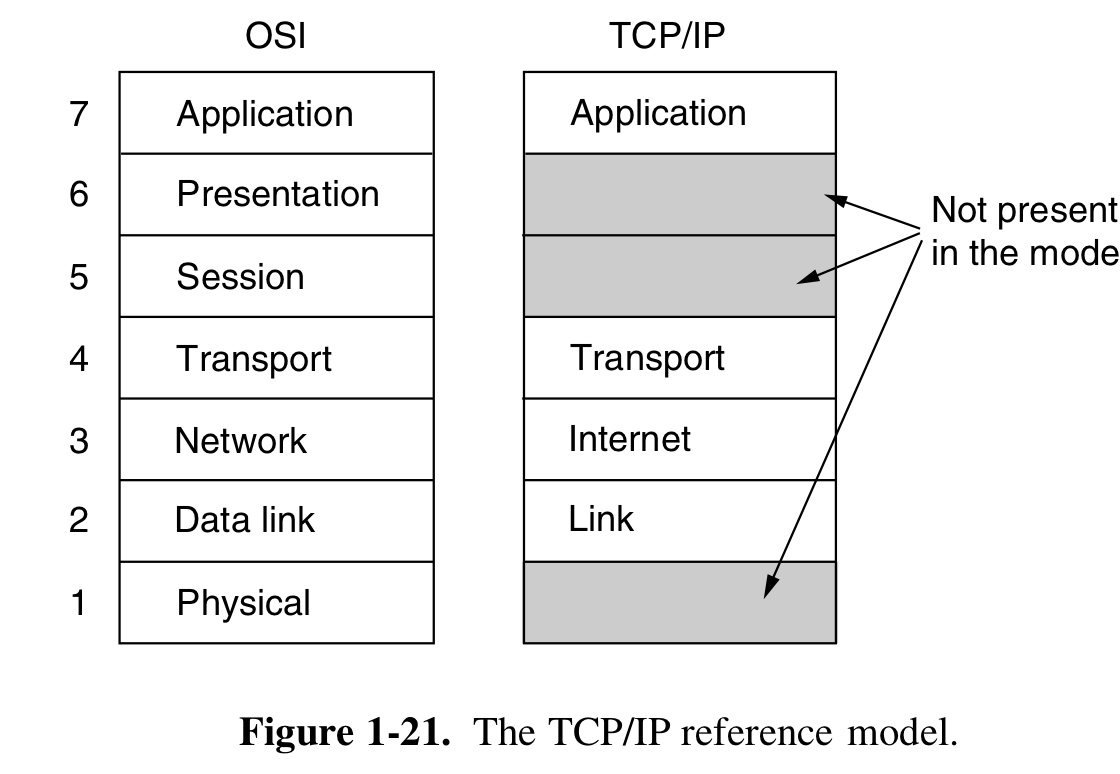 OSI
TCP/IP
7
Application
Application
6
Presentation
Not present
in the mode
5
Session
4
Transport
Transport
3
Network
Internet
2
Data link
Link
1
Physical
Figure 1-21. The TCP/IP reference model.